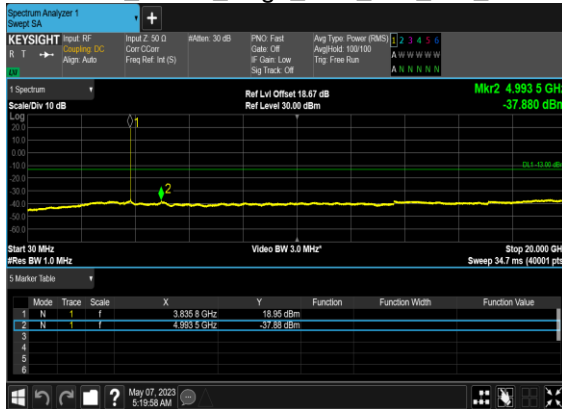 Spectrum Analyzer 1
Swept SA
+
KEYSIGHT Input: RF Input Z: 50 Ω #Atten: 30 dB PNO: Fast Avg Type: Power (RMS) 1 2 3 4 5 6
R T Coupling: DC Corr CCorr Gate: Off Avg|Hold: 100/100 A W W W W W
Align: Auto Freq Ref: Int (S) IF Gain: Low Trig: Free Run
LXI Sig Track: Off A N N N N N
1 Spectrum Ref Lvl Offset 18.67 dB Mkr2 4.993 5 GHz
Scale/Div 10 dB Ref Level 30.00 dBm -37.880 dBm
Log
20.0
10.0
0.00
-10.0
-20.0
-30.0
-40.0
-50.0
-60.0
1
2
DL1 -13.00 dBm
Start 30 MHz Video BW 3.0 MHz* Stop 20.000 GH
#Res BW 1.0 MHz Sweep 34.7 ms (40001 pts
5 Marker Table
Mode Trace Scale X Y Function Function Width Function Value
1 N 1 f 3.835 8 GHz 18.95 dBm
2 N 1 f 4.993 5 GHz -37.88 dBm
3
4
5
6
? May 07, 2023
5:19:58 AM